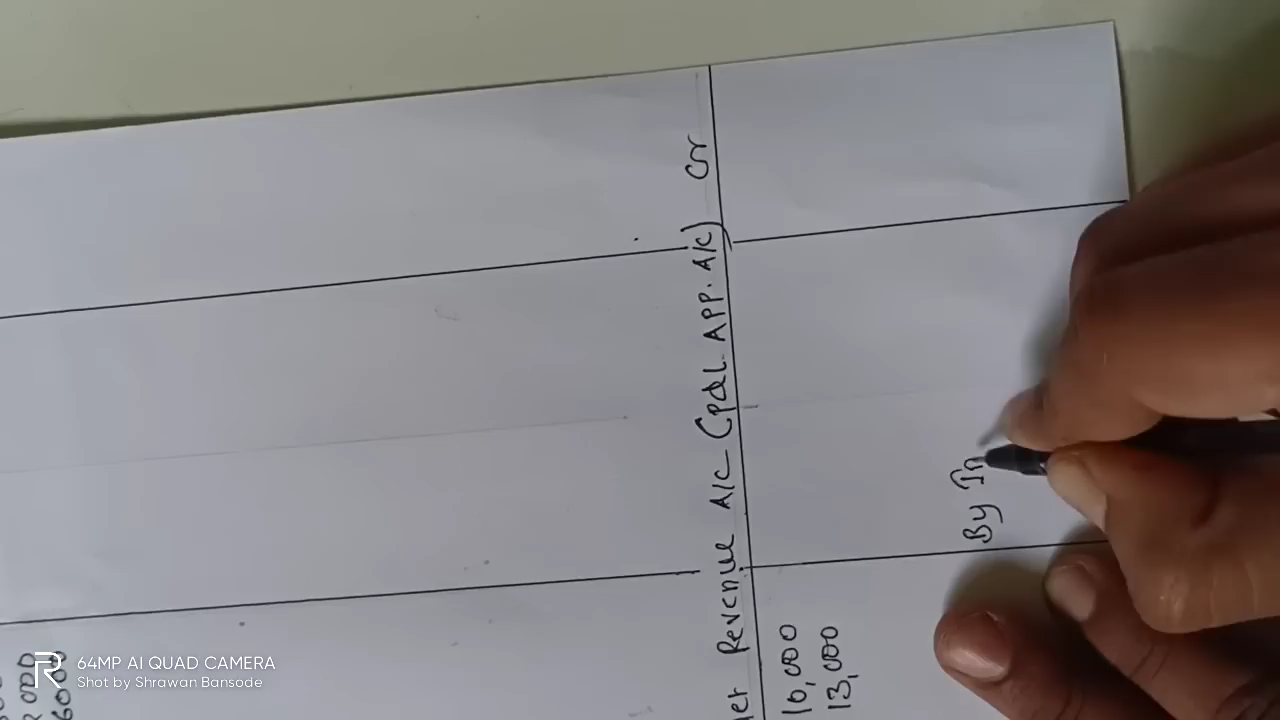 Revenue A/c (P&L. APP. A/c) Cr
10,000
13,000
By In
64MP AI QUAD CAMERA
Shot by Shrawan Bansode